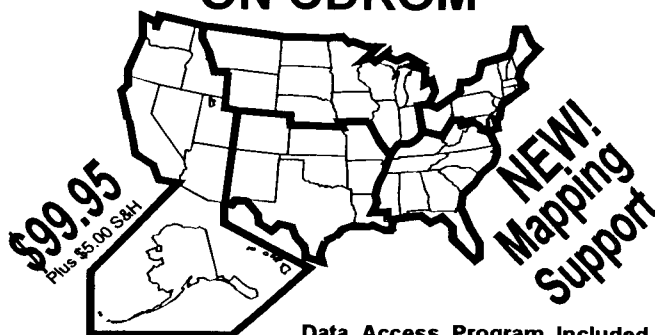 ON CDROM
$99.95
Plus $5.00 S&H
NEW!
Mapping
Support
Data Access Program Included